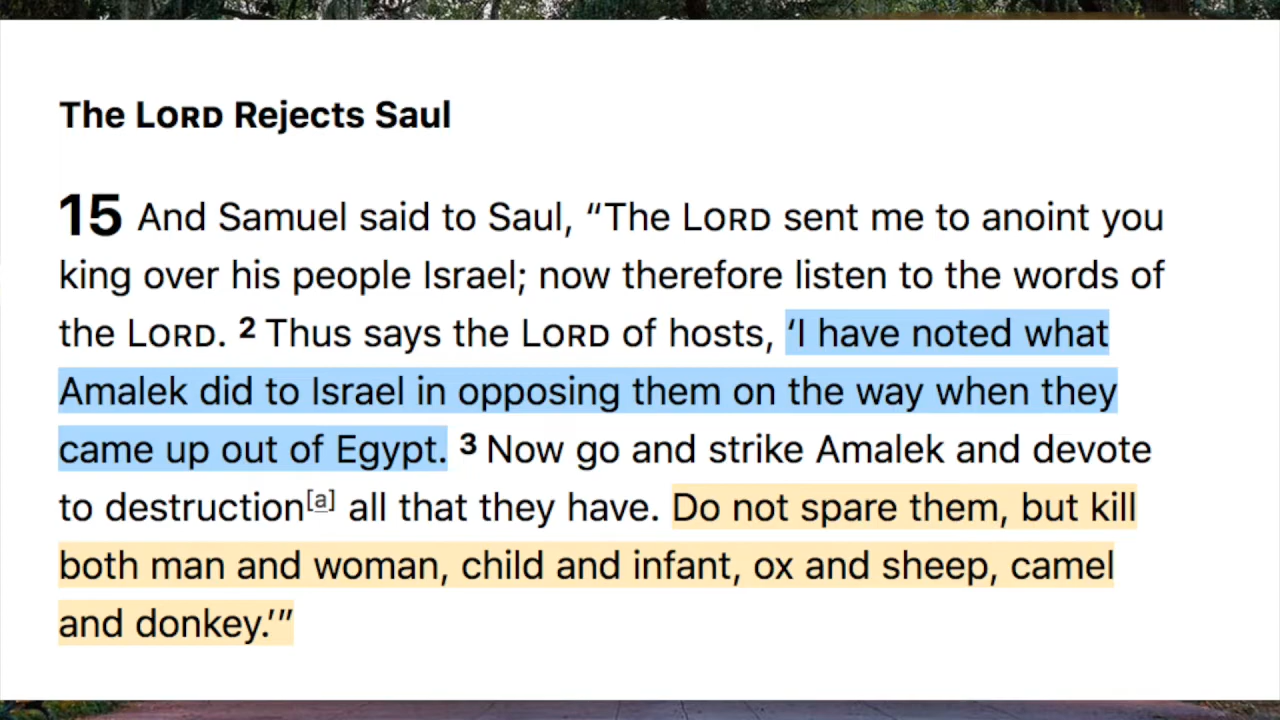 The LORD Rejects Saul
15 And Samuel said to Saul, “The LORD sent me to anoint you
king over his people Israel; now therefore listen to the words of
the LORD. 2 Thus says the LORD of hosts, ‘I have noted what
Amalek did to Israel in opposing them on the way when they
came up out of Egypt. 3 Now go and strike Amalek and devote
to destruction[a] all that they have. Do not spare them, but kill
both man and woman, child and infant, ox and sheep, camel
and donkey.’”